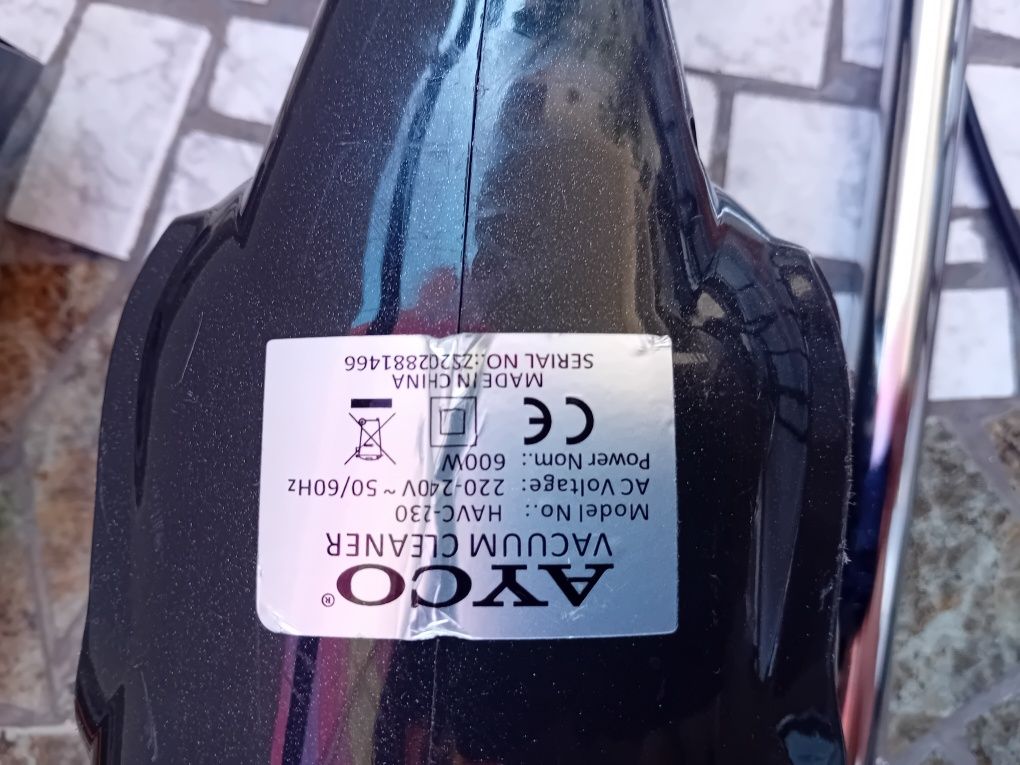 AYCO®
VACUUM CLEANER
Model No.: HAVC-230
AC Voltage: 220-240V ~ 50/60Hz
Power Nom.: 600W
CE
MADE IN CHINA
SERIAL NO.:ZS202881466